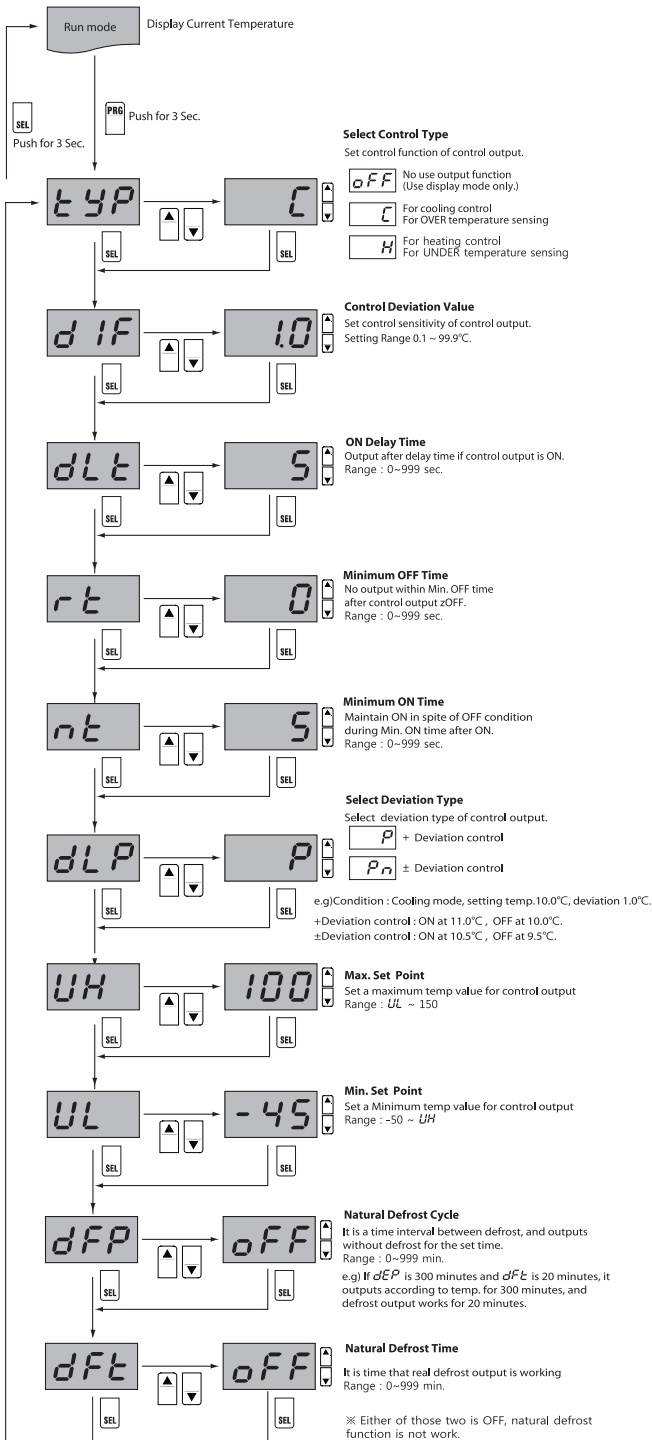 Run mode
Display Current Temperature
SEL
Push for 3 Sec.
PRG
Push for 3 Sec.
Select Control Type
Set control function of control output.
oFF
No use output function
(Use display mode only.)
C
For cooling control
For OVER temperature sensing
H
For heating control
For UNDER temperature sensing
tYP
C
SEL
SEL
Control Deviation Value
Set control sensitivity of control output.
Setting Range 0.1 ~ 99.9°C.
dIF
1.0
SEL
SEL
ON Delay Time
Output after delay time if control output is ON.
Range : 0~999 sec.
dLt
5
SEL
SEL
Minimum OFF Time
No output within Min. OFF time
after control output zOFF.
Range : 0~999 sec.
rt
0
SEL
SEL
Minimum ON Time
Maintain ON in spite of OFF condition
during Min. ON time after ON.
Range : 0~999 sec.
nt
5
SEL
SEL
Select Deviation Type
Select deviation type of control output.
P + Deviation control
Pn ± Deviation control
dLP
P
SEL
SEL
e.g)Condition : Cooling mode, setting temp.10.0°C, deviation 1.0°C.
+Deviation control : ON at 11.0°C , OFF at 10.0°C.
±Deviation control : ON at 10.5°C , OFF at 9.5°C.
UH
100
SEL
SEL
Max. Set Point
Set a maximum temp value for control output
Range : UL ~ 150
UL
-45
SEL
SEL
Min. Set Point
Set a Minimum temp value for control output
Range : -50 ~ UH
dFP
oFF
SEL
SEL
Natural Defrost Cycle
It is a time interval between defrost, and outputs
without defrost for the set time.
Range : 0~999 min.
e.g) If dEP is 300 minutes and dFt is 20 minutes, it
outputs according to temp. for 300 minutes, and
defrost output works for 20 minutes.
dFt
oFF
SEL
SEL
Natural Defrost Time
It is time that real defrost output is working
Range : 0~999 min.
※ Either of those two is OFF, natural defrost
function is not work.